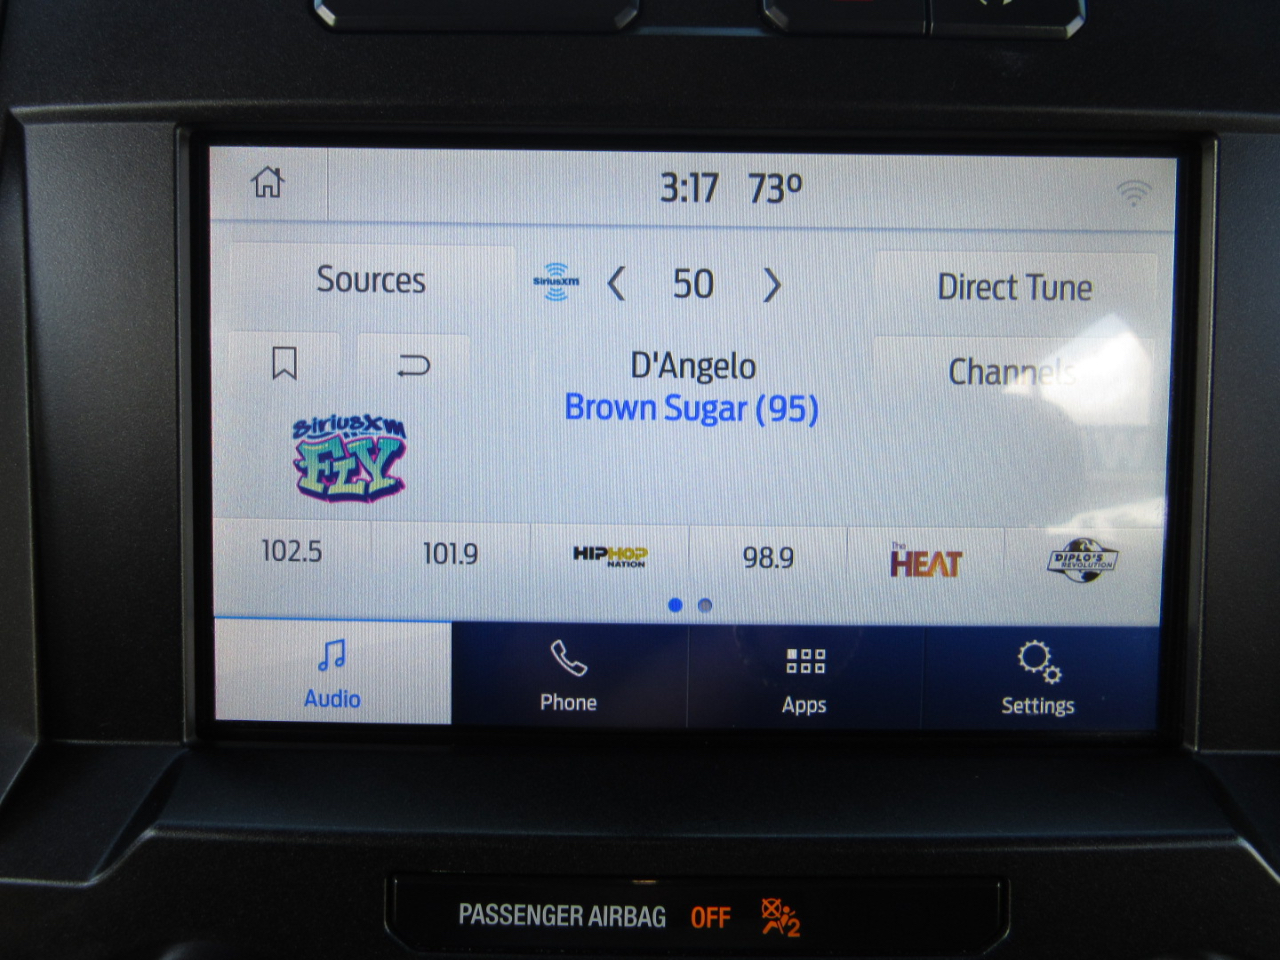 3:17 73º
Sources
siriusxm
50
Direct Tune
D'Angelo
Channels
Brown Sugar (95)
siriusxm
FLY
102.5
101.9
HIPHOP
NATION
98.9
The
HEAT
DIPLO'S
REVOLUTION
Audio
Phone
Apps
Settings
PASSENGER AIRBAG OFF
2